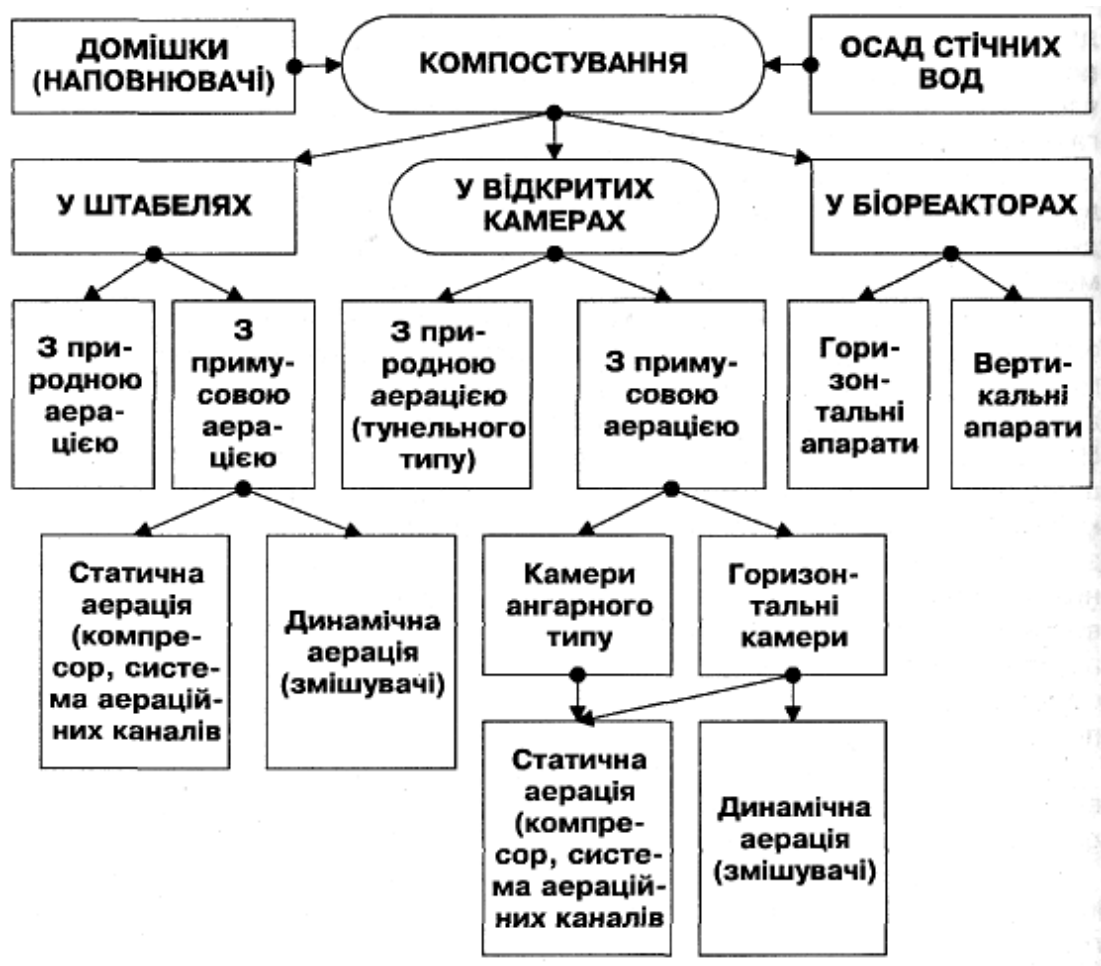 ДОМІШКИ
(НАПОВНЮВАЧІ)
КОМПОСТУВАННЯ
ОСАД СТІЧНИХ
ВОД
У ШТАБЕЛЯХ
У ВІДКРИТИХ
КАМЕРАХ
У БІОРЕАКТОРАХ
З при-
родною
аера-
цією
З
приму-
совою
аера-
цією
З при-
родною
аерацією
(тунельного
типу)
З приму-
совою
аерацією
Гори-
зон-
тальні
апарати
Верти-
кальні
апарати
Статична
аерація
(компре-
сор, систе-
ма аерацій-
них каналів
Динамічна
аерація
(змішувачі)
Камери
ангарного
типу
Горизон-
тальні
камери
Статична
аерація
(компре-
сор, систе-
ма аерацій-
них каналів
Динамічна
аерація
(змішувачі)